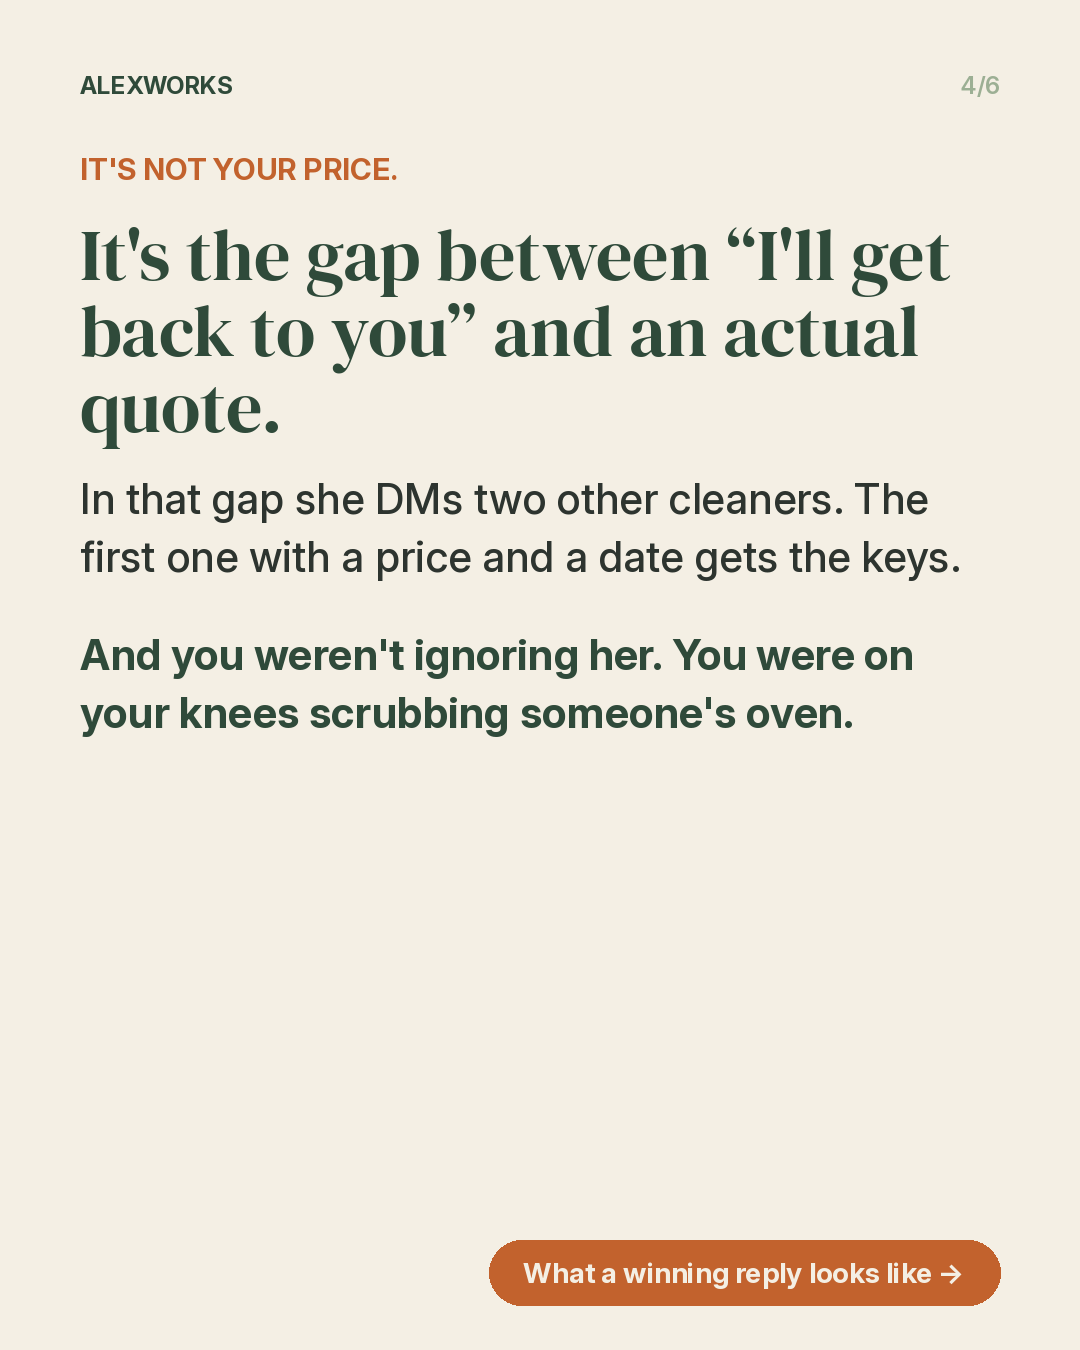 ALEXWORKS
4/6
IT'S NOT YOUR PRICE.
It's the gap between “I'll get
back to you” and an actual
quote.
In that gap she DMs two other cleaners. The
first one with a price and a date gets the keys.
And you weren't ignoring her. You were on
your knees scrubbing someone's oven.
What a winning reply looks like →